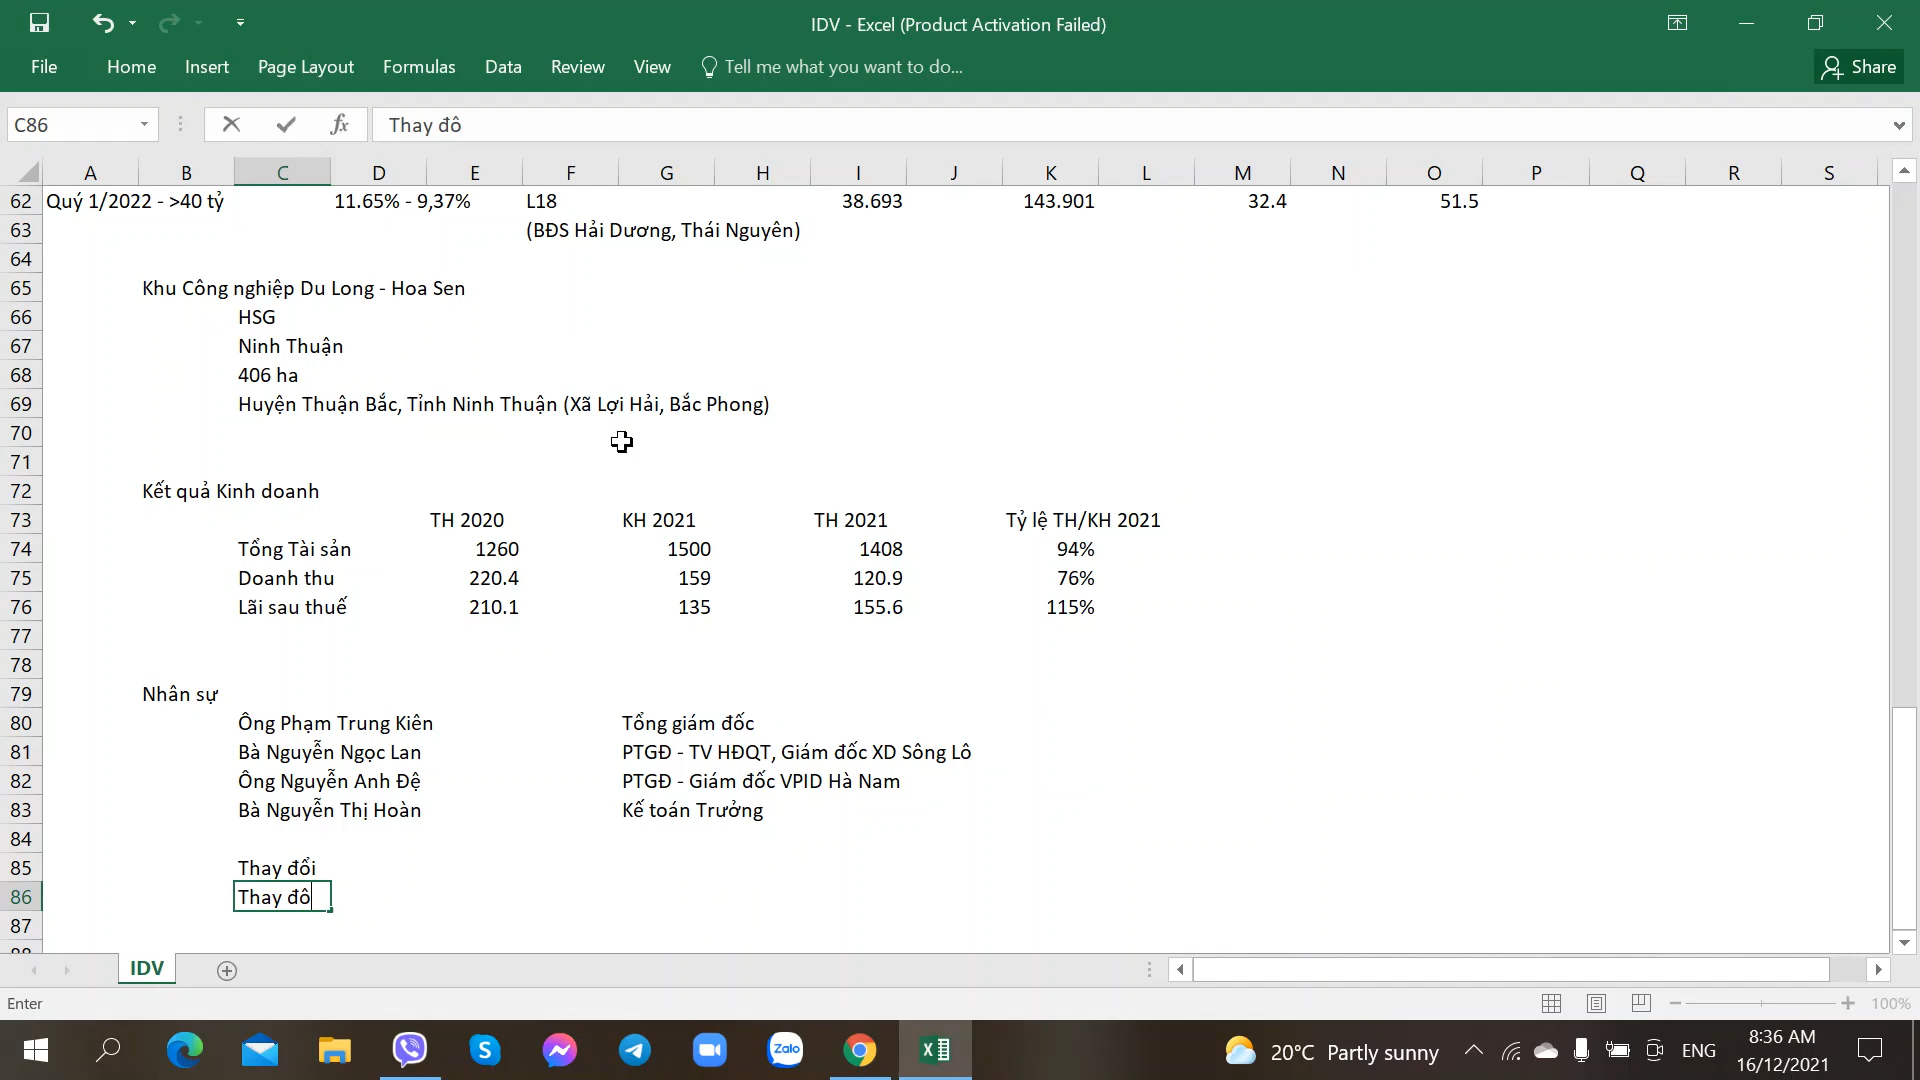 IDV - Excel (Product Activation Failed)
File Home Insert Page Layout Formulas Data Review View Tell me what you want to do... Share
C86 fx Thay đô
A B C D E F G H I J K L M N O P Q R S
62 Quý 1/2022 - >40 tỷ 11.65% - 9,37% L18 38.693 143.901 32.4 51.5
63 (BĐS Hải Dương, Thái Nguyên)
64
65 Khu Công nghiệp Du Long - Hoa Sen
66 HSG
67 Ninh Thuận
68 406 ha
69 Huyện Thuận Bắc, Tỉnh Ninh Thuận (Xã Lợi Hải, Bắc Phong)
70
71
72 Kết quả Kinh doanh
73 TH 2020 KH 2021 TH 2021 Tỷ lệ TH/KH 2021
74 Tổng Tài sản 1260 1500 1408 94%
75 Doanh thu 220.4 159 120.9 76%
76 Lãi sau thuế 210.1 135 155.6 115%
77
78
79 Nhân sự
80 Ông Phạm Trung Kiên Tổng giám đốc
81 Bà Nguyễn Ngọc Lan PTGĐ - TV HĐQT, Giám đốc XD Sông Lô
82 Ông Nguyễn Anh Đệ PTGĐ - Giám đốc VPID Hà Nam
83 Bà Nguyễn Thị Hoàn Kế toán Trưởng
84
85 Thay đổi
86 Thay đô
87
88
IDV
Enter 100%
Zalo 20°C Partly sunny ENG 8:36 AM
16/12/2021